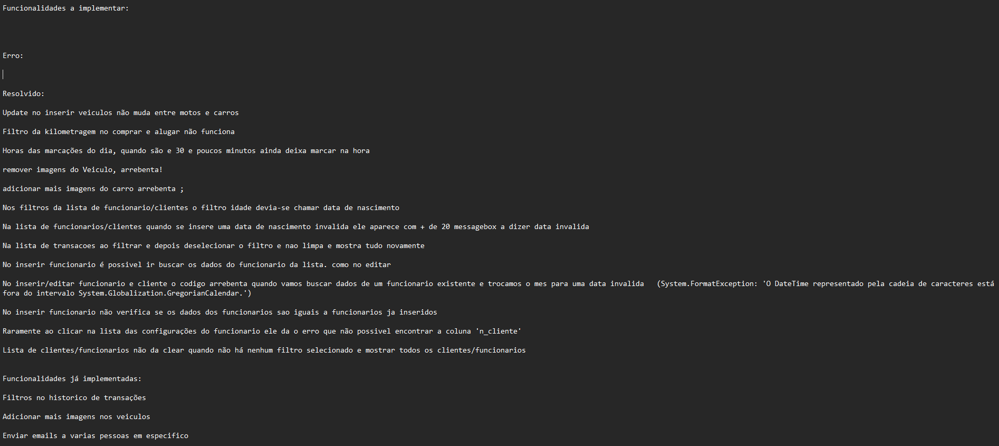 Funcionalidades a implementar:
Erro:
Resolvido:
Update no inserir veiculos não muda entre motos e carros
Filtro da kilometragem no comprar e alugar não funciona
Horas das marcações do dia, quando são e 30 e poucos minutos ainda deixa marcar na hora
remover imagens do Veiculo, arrebenta!
adicionar mais imagens do carro arrebenta ;
Nos filtros da lista de funcionario/clientes o filtro idade devia-se chamar data de nascimento
Na lista de funcionarios/clientes quando se insere uma data de nascimento invalida ele aparece com + de 20 messagebox a dizer data invalida
Na lista de transacoes ao filtrar e depois deselecionar o filtro e nao limpa e mostra tudo novamente
No inserir funcionario é possivel ir buscar os dados do funcionario da lista. como no editar
No inserir/editar funcionario e cliente o codigo arrebenta quando vamos buscar dados de um funcionario existente e trocamos o mes para uma data invalida   (System.FormatException: 'O DateTime representado pela cadeia de caracteres está
fora do intervalo System.Globalization.GregorianCalendar.')
No inserir funcionario não verifica se os dados dos funcionarios sao iguais a funcionarios ja inseridos
Raramente ao clicar na lista das configurações do funcionario ele da o erro que não possivel encontrar a coluna 'n_cliente'
Lista de clientes/funcionarios não da clear quando não há nenhum filtro selecionado e mostrar todos os clientes/funcionarios
Funcionalidades já implementadas:
Filtros no historico de transações
Adicionar mais imagens nos veiculos
Enviar emails a varias pessoas em especifico